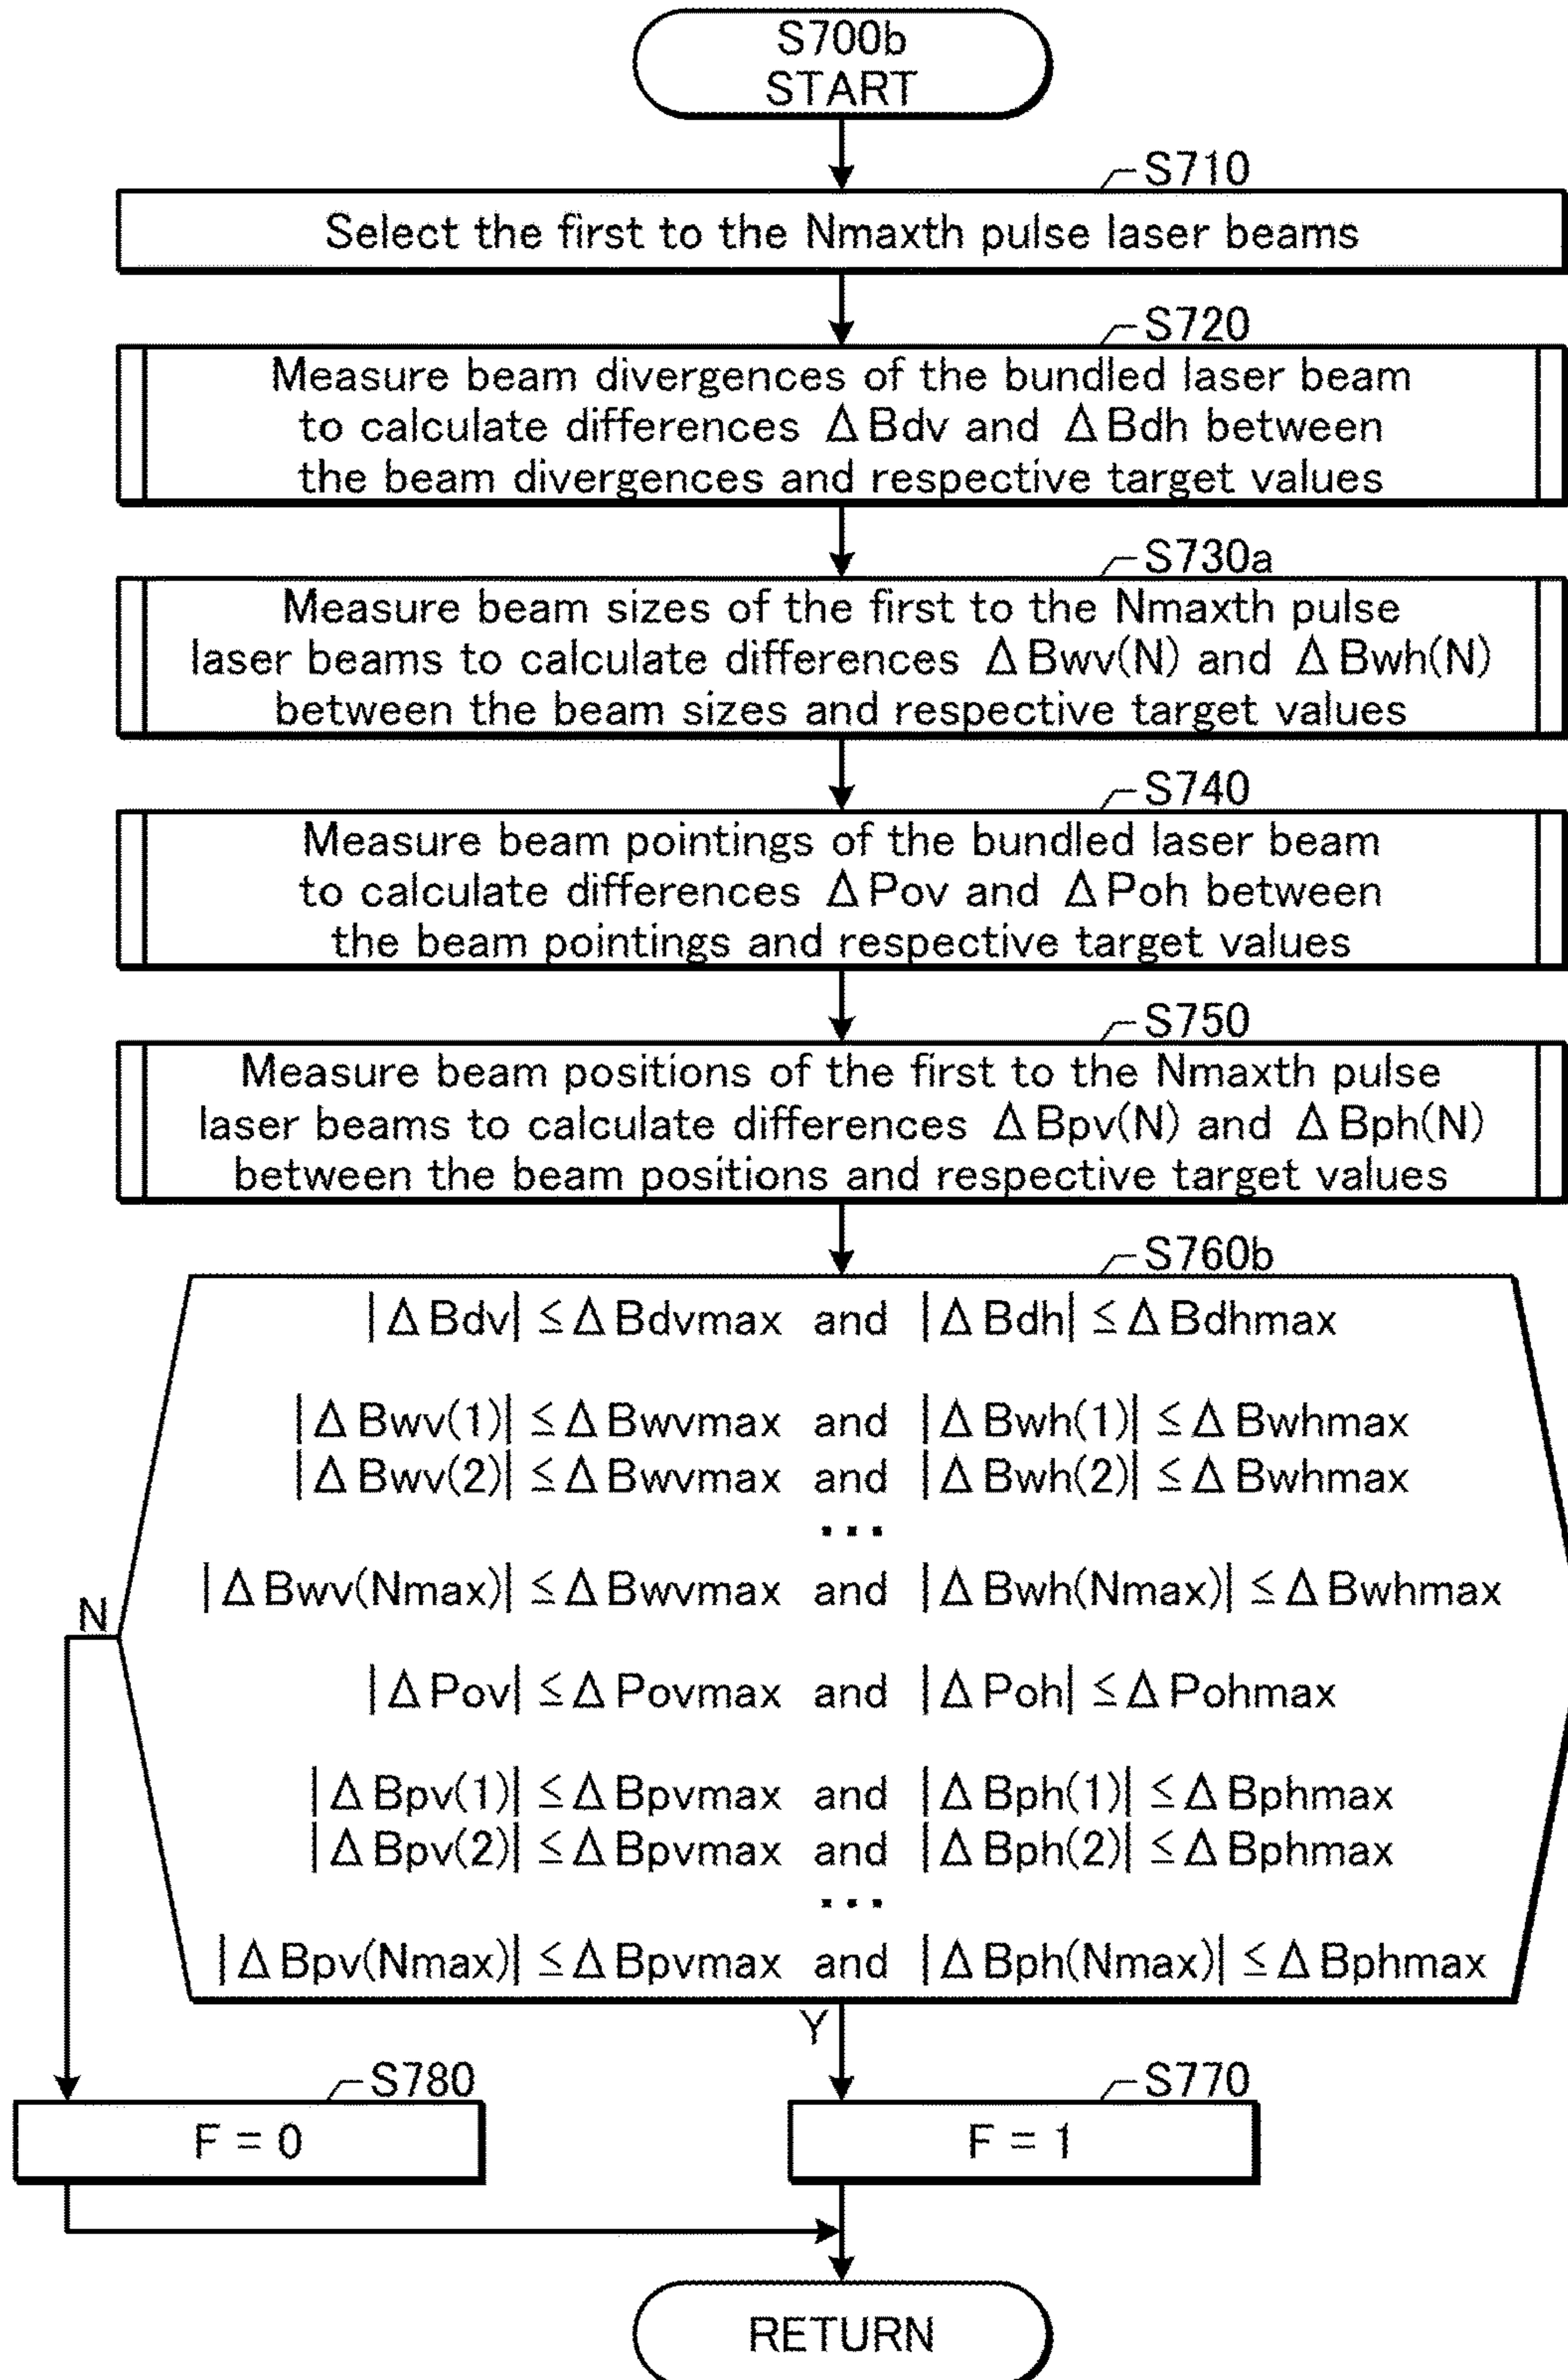 S700b
START
S710
Select the first to the Nmaxth pulse laser beams
S720
Measure beam divergences of the bundled laser beam
to calculate differences ΔBdv and ΔBdh between
the beam divergences and respective target values
S730a
Measure beam sizes of the first to the Nmaxth pulse
laser beams to calculate differences ΔBwv(N) and ΔBwh(N)
between the beam sizes and respective target values
S740
Measure beam pointings of the bundled laser beam
to calculate differences ΔPov and ΔPoh between
the beam pointings and respective target values
S750
Measure beam positions of the first to the Nmaxth pulse
laser beams to calculate differences ΔBpv(N) and ΔBph(N)
between the beam positions and respective target values
S760b
|ΔBdv| ≦ ΔBdvmax and |ΔBdh| ≦ ΔBdhmax
|ΔBwv(1)| ≦ ΔBwvmax and |ΔBwh(1)| ≦ ΔBwhmax
|ΔBwv(2)| ≦ ΔBwvmax and |ΔBwh(2)| ≦ ΔBwhmax
...
|ΔBwv(Nmax)| ≦ ΔBwvmax and |ΔBwh(Nmax)| ≦ ΔBwhmax
N
|ΔPov| ≦ ΔPovmax and |ΔPoh| ≦ ΔPohmax
|ΔBpv(1)| ≦ ΔBpvmax and |ΔBph(1)| ≦ ΔBphmax
|ΔBpv(2)| ≦ ΔBpvmax and |ΔBph(2)| ≦ ΔBphmax
...
|ΔBpv(Nmax)| ≦ ΔBpvmax and |ΔBph(Nmax)| ≦ ΔBphmax
Y
S780
S770
F = 0
F = 1
RETURN